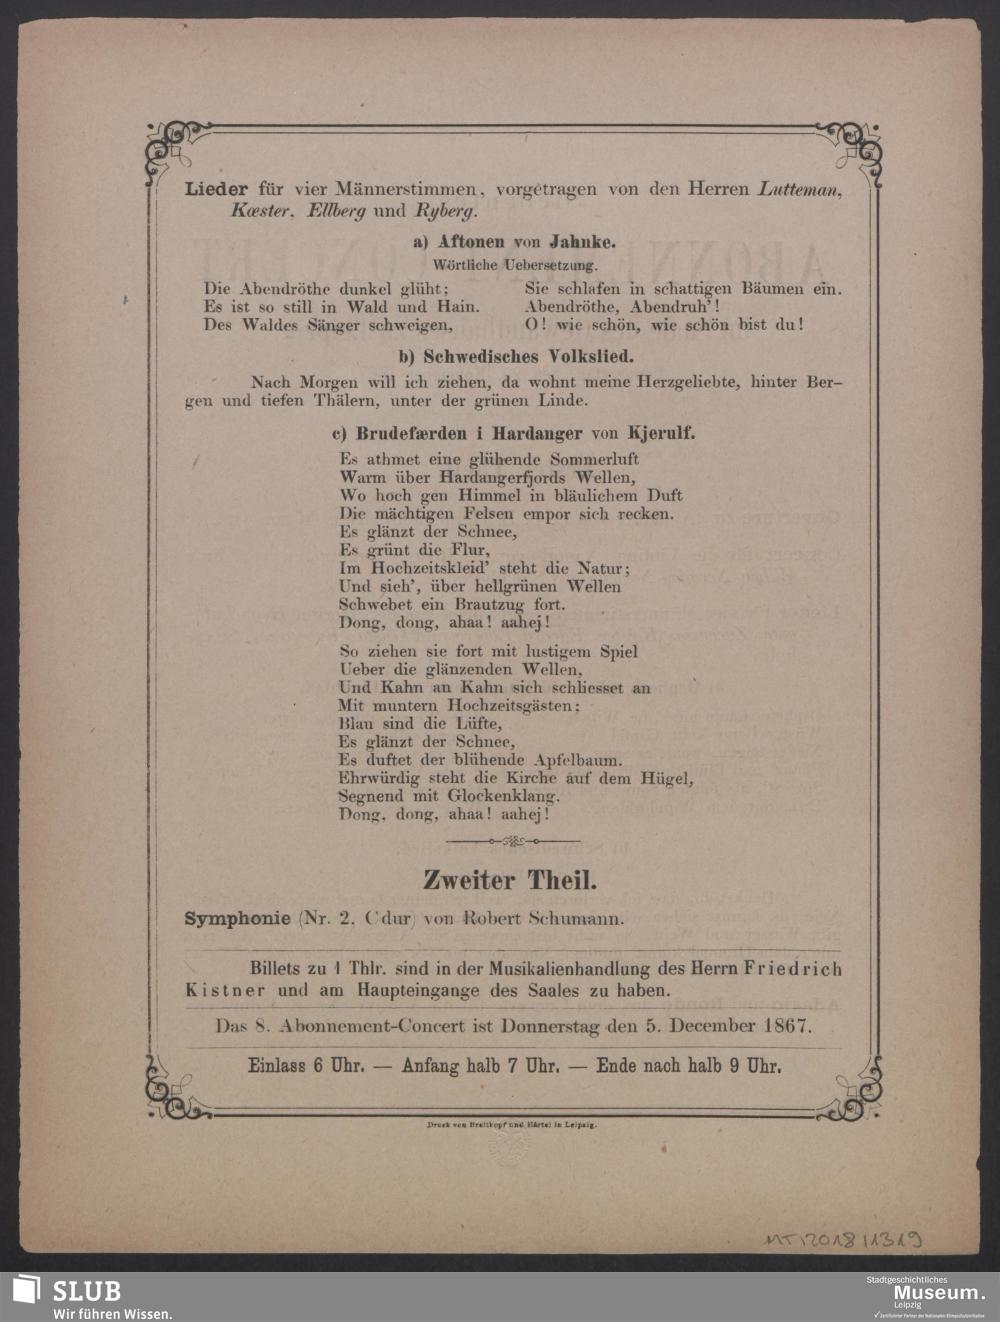 Lieder für vier Männerstimmen, vorgetragen von den Herren Lutteman,
Kœster, Ellberg und Ryberg.
a) Aftonen von Jahnke.
Wörtliche Uebersetzung.
Die Abendröthe dunkel glüht;
Es ist so still in Wald und Hain.
Des Waldes Sänger schweigen,
Sie schlafen in schattigen Bäumen ein.
Abendröthe, Abendruh'!
O! wie schön, wie schön bist du!
b) Schwedisches Volkslied.
Nach Morgen will ich ziehen, da wohnt meine Herzgeliebte, hinter Ber-
gen und tiefen Thälern, unter der grünen Linde.
c) Brudefærden i Hardanger von Kjerulf.
Es athmet eine glühende Sommerluft
Warm über Hardangerfjords Wellen,
Wo hoch gen Himmel in bläulichem Duft
Die mächtigen Felsen empor sich recken.
Es glänzt der Schnee,
Es grünt die Flur,
Im Hochzeitskleid' steht die Natur;
Und sieh', über hellgrünen Wellen
Schwebet ein Brautzug fort.
Dong, dong, ahaa! aahej!
So ziehen sie fort mit lustigem Spiel
Ueber die glänzenden Wellen,
Und Kahn an Kahn sich schliesset an
Mit muntern Hochzeitsgästen;
Blau sind die Lüfte,
Es glänzt der Schnee,
Es duftet der blühende Apfelbaum.
Ehrwürdig steht die Kirche auf dem Hügel,
Segnend mit Glockenklang.
Dong, dong, ahaa! aahej!
Zweiter Theil.
Symphonie (Nr. 2. Cdur) von Robert Schumann.
Billets zu 1 Thlr. sind in der Musikalienhandlung des Herrn Friedrich
Kistner und am Haupteingange des Saales zu haben.
Das 8. Abonnement-Concert ist Donnerstag den 5. December 1867.
Einlass 6 Uhr. — Anfang halb 7 Uhr. — Ende nach halb 9 Uhr.
Druck von Breitkopf und Härtel in Leipzig.
MT/2018/1319
SLUB
Wir führen Wissen.
Stadtgeschichtliches
Museum.
Leipzig
Zertifizierter Partner der Nationalen Klimaschutzinitiative